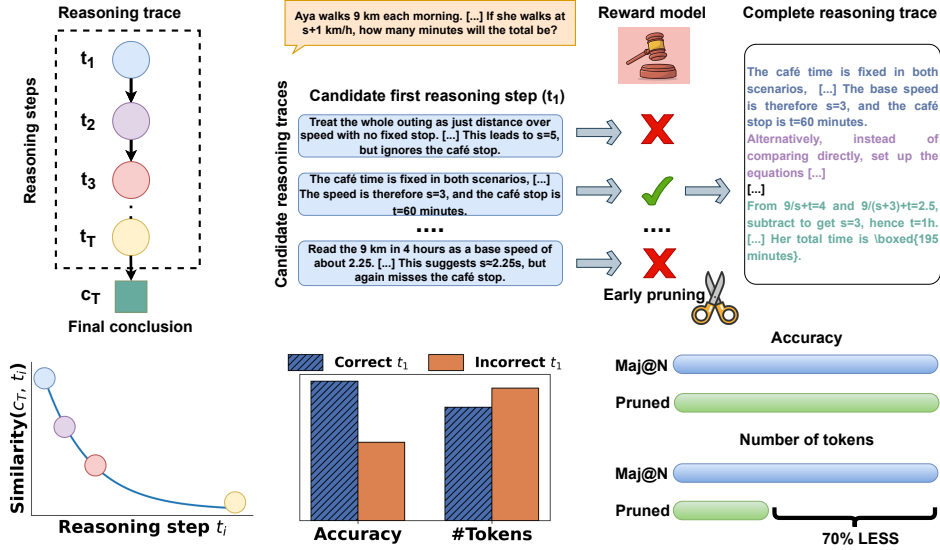 Reasoning trace
Reasoning steps
t1
t2
t3
tT
cT
Final conclusion
Aya walks 9 km each morning. [...] If she walks at
s+1 km/h, how many minutes will the total be?
Reward model
Complete reasoning trace
Candidate reasoning traces
Candidate first reasoning step (t1)
Treat the whole outing as just distance over
speed with no fixed stop. [...] This leads to s=5,
but ignores the café stop.
The café time is fixed in both scenarios, [...]
The speed is therefore s=3, and the café stop is
t=60 minutes.
....
....
Read the 9 km in 4 hours as a base speed of
about 2.25. [...] This suggests s≈2.25s, but
again misses the café stop.
Early pruning
The café time is fixed in both
scenarios, [...] The base speed
is therefore s=3, and the café
stop is t=60 minutes.
Alternatively, instead of
comparing directly, set up the
equations [...]
[...]
From 9/s+t=4 and 9/(s+3)+t=2.5,
subtract to get s=3, hence t=1h.
[...] Her total time is \boxed{195
minutes}.
Similarity(cT, ti)
Reasoning step ti
Correct t1
Incorrect t1
Accuracy
#Tokens
Accuracy
Maj@N
Pruned
Number of tokens
Maj@N
Pruned
70% LESS